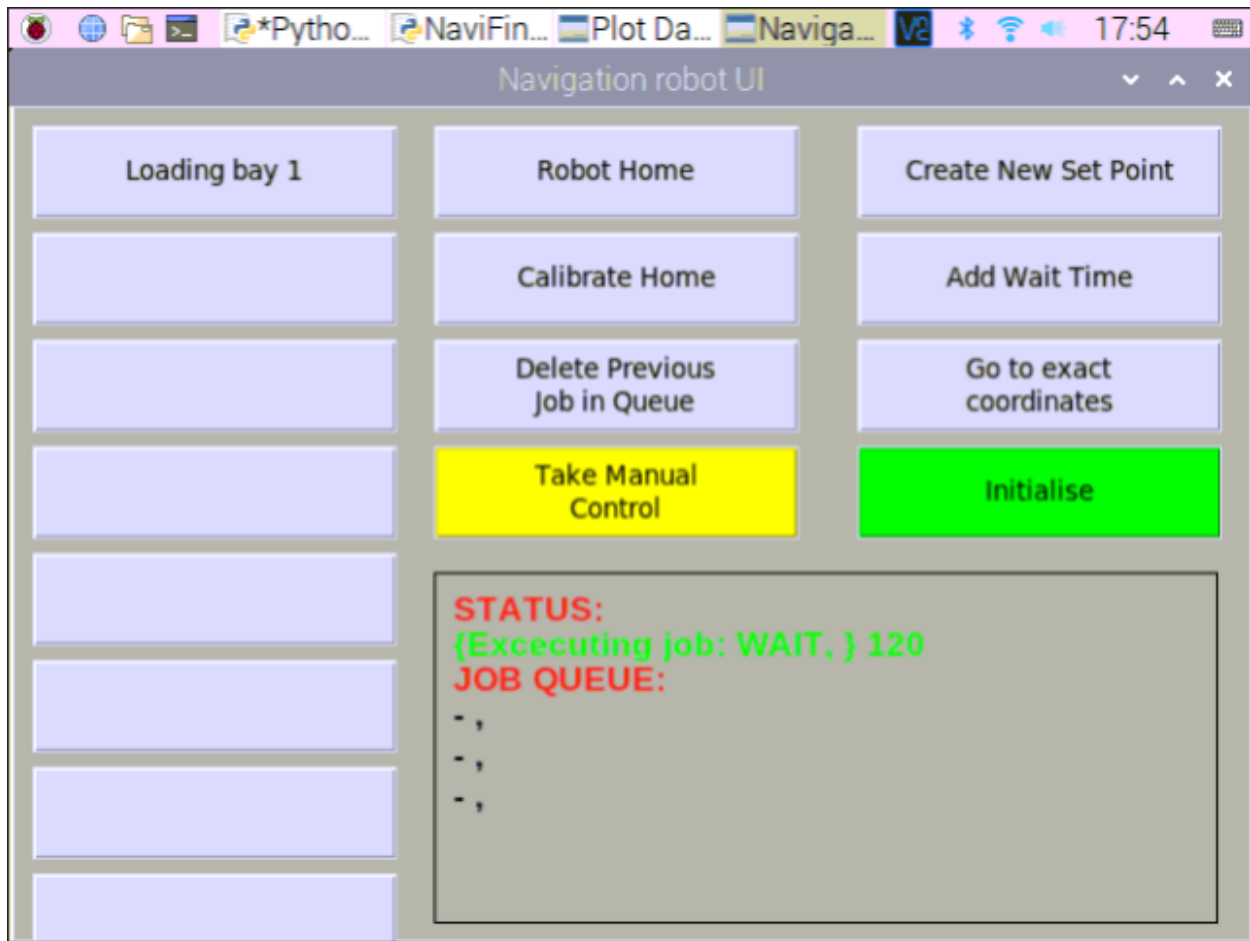 *Pytho... NaviFin... Plot Da... Naviga... V2 17:54
Navigation robot UI
Loading bay 1
Robot Home
Create New Set Point
Calibrate Home
Add Wait Time
Delete Previous
Job in Queue
Go to exact
coordinates
Take Manual
Control
Initialise
STATUS:
{Excecuting job: WAIT, } 120
JOB QUEUE:
- ,
- ,
- ,